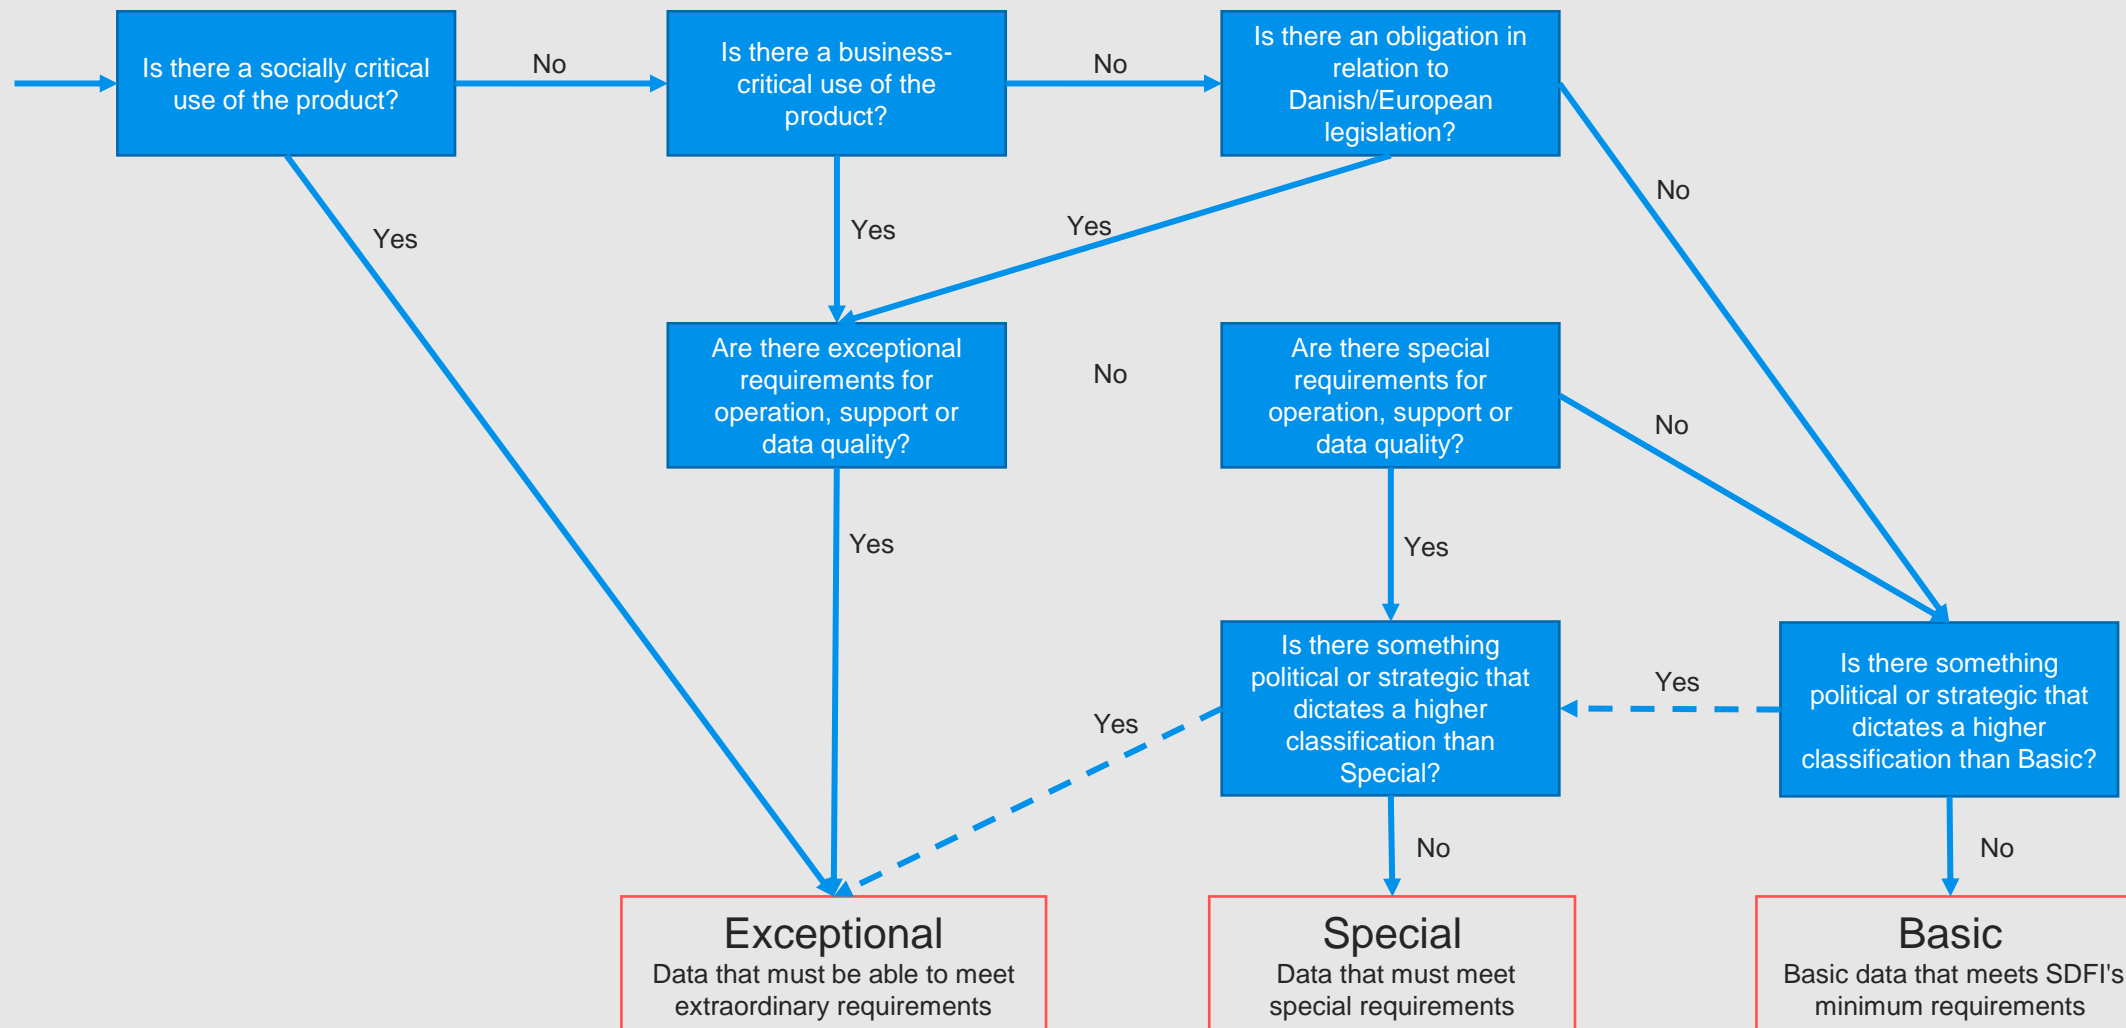 Is there a socially critical
use of the product?
No
Is there a business-
critical use of the
product?
No
Is there an obligation in
relation to
Danish/European
legislation?
No
Yes
Yes
Yes
Are there exceptional
requirements for
operation, support or
data quality?
No
Are there special
requirements for
operation, support or
data quality?
No
Yes
Yes
Is there something
political or strategic that
dictates a higher
classification than
Special?
Yes
Is there something
political or strategic that
dictates a higher
classification than Basic?
Yes
No
No
Exceptional
Data that must be able to meet
extraordinary requirements
Special
Data that must meet
special requirements
Basic
Basic data that meets SDFI's
minimum requirements